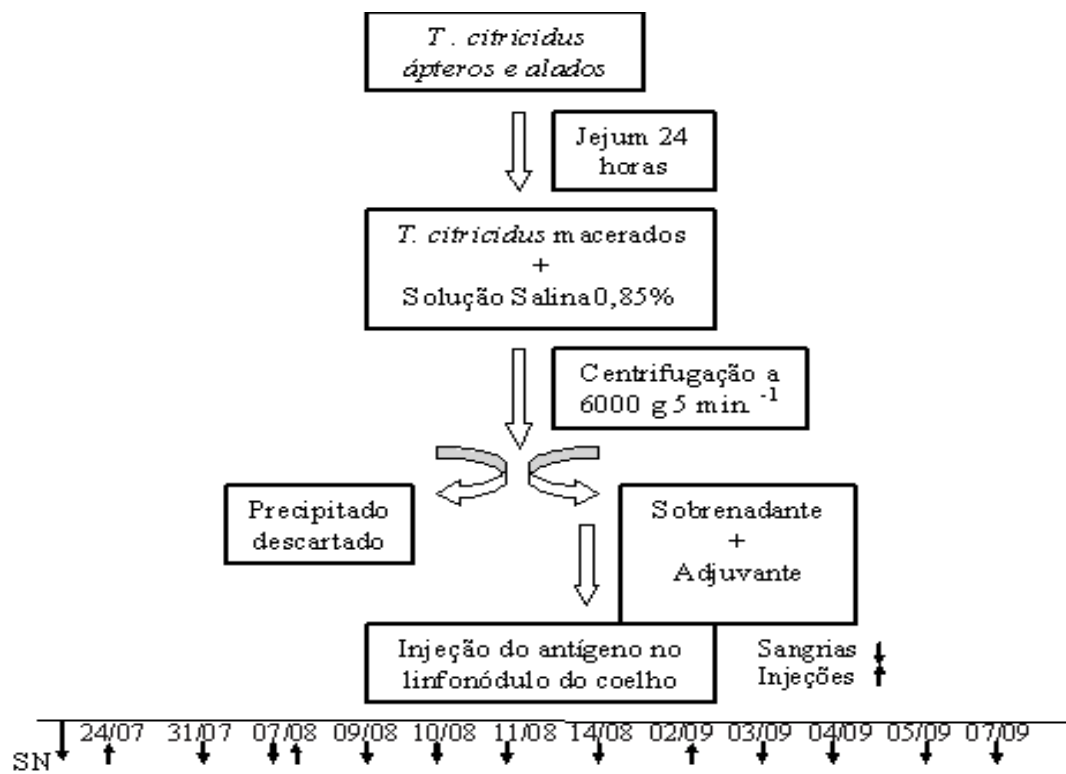 T . citricidus
ápteros e alados
Jejum 24
horas
T. citricidus macerados
+
Solução Salina 0,85%
Centrifugação a
6000 g 5 min. -1
Precipitado
descartado
Sobrenadante
+
Adjuvante
Injeção do antígeno no
linfonódulo do coelho
Sangrias
Injeções
24/07 31/07 07/08 09/08 10/08 11/08 14/08 02/09 03/09 04/09 05/09 07/09
SN